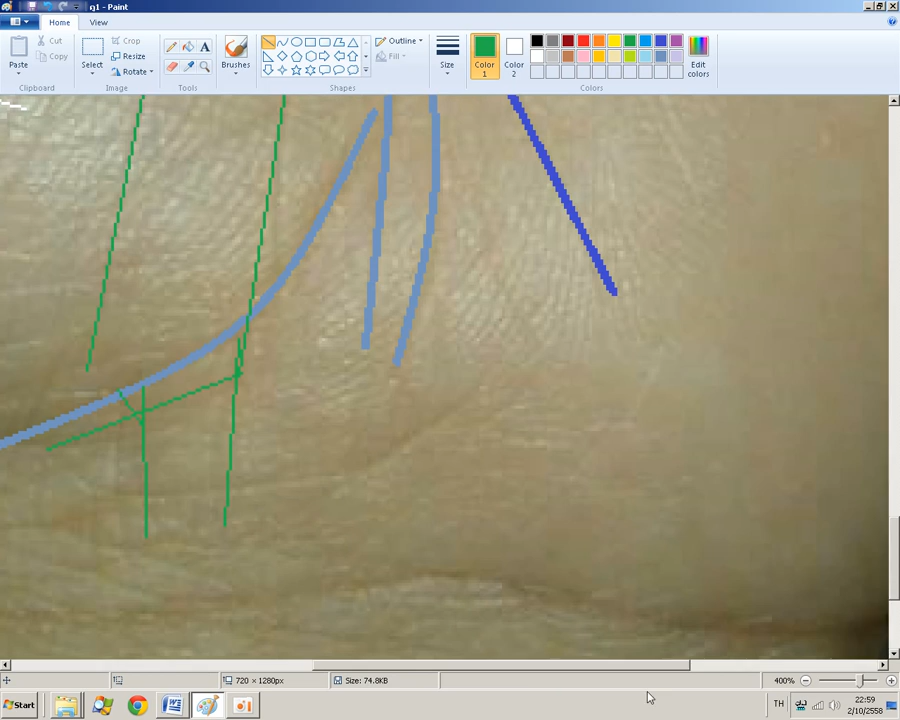 g1 - Paint
Home View
Paste Cut Copy Select Crop Resize Rotate Brushes Outline Fill Size Color 1 Color 2 Edit colors
Clipboard Image Tools Shapes Colors
720 × 1280px Size: 74.8KB 400%
Start TH 22:59
2/10/2558